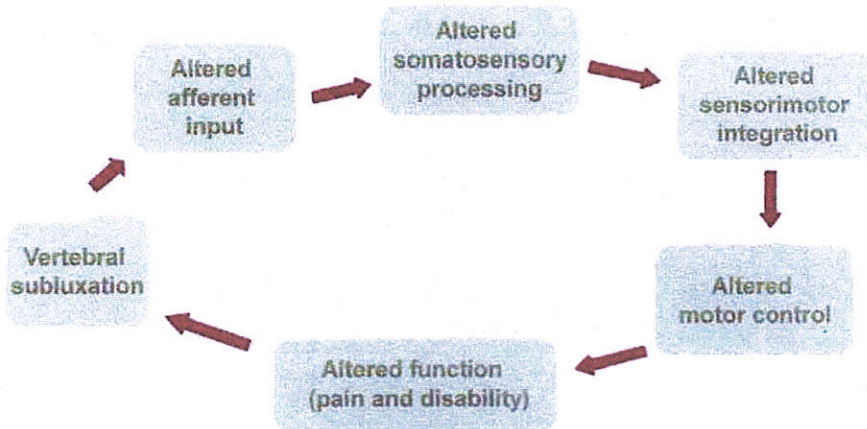 Altered
afferent
input
Altered
somatosensory
processing
Altered
sensorimotor
integration
Altered
motor control
Altered function
(pain and disability)
Vertebral
subluxation